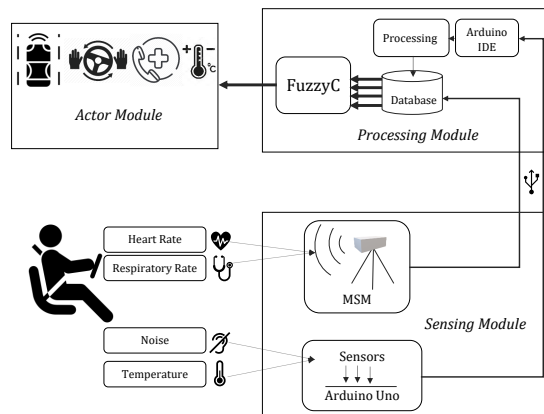 Processing
Arduino
IDE
FuzzyC
Database
+ -
°C
Actor Module
Processing Module
Heart Rate
Respiratory Rate
MSM
Sensing Module
Noise
Temperature
Sensors
Arduino Uno